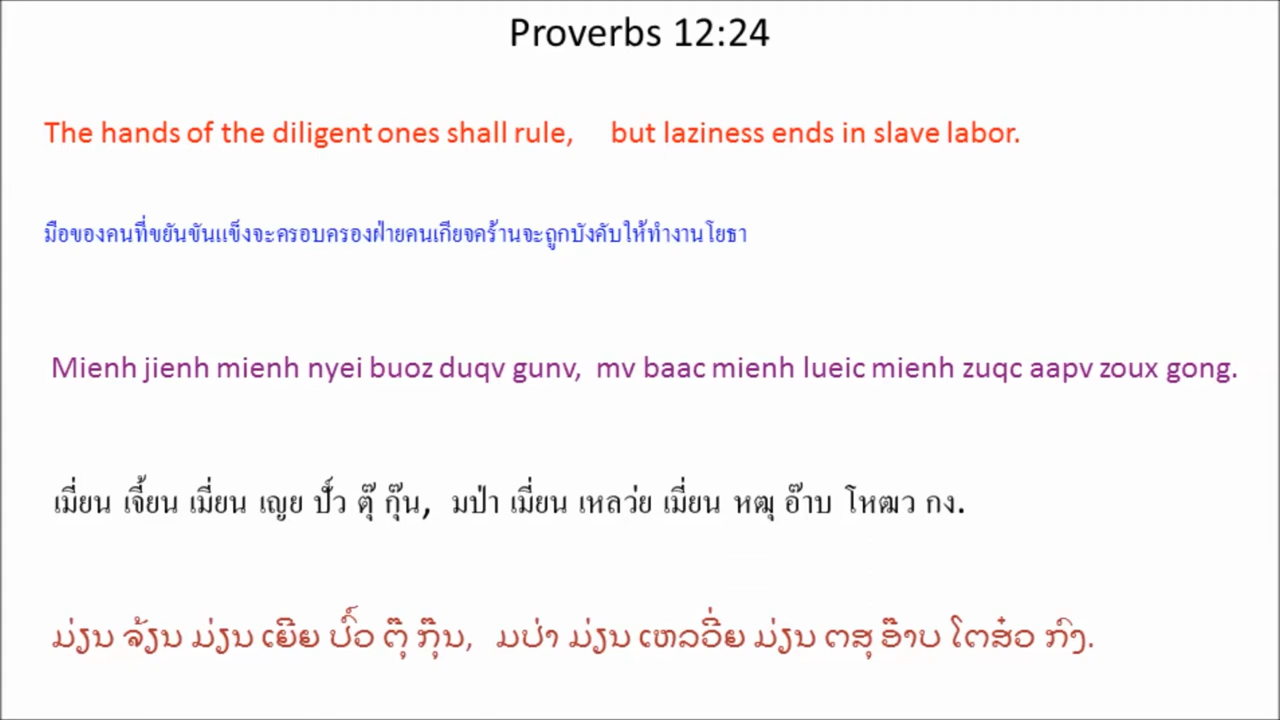 Proverbs 12:24
The hands of the diligent ones shall rule, but laziness ends in slave labor.
มือของคนที่ขยันขันแข็งจะครอบครองฝ่ายคนเกียจคร้านจะถูกบังคับให้ทำงานโยธา
Mienh jienh mienh nyei buoz duqv gunv, mv baac mienh lueic mienh zuqc aapv zoux gong.
เมี่ยน เจี้ยน เมี่ยน เญย ปั์ว ตุ๊ กุ๊น, มป่า เมี่ยน เหลว่ย เมี่ยน หฒุ อ๊าบ โหฒว กง.
ມ່ຽນ ຈ້ຽນ ມ່ຽນ ເຍີຍ ປົ໌ວ ຕຸ໊ ກຸ໊ນ, ມປ່າ ມ່ຽນ ເຫລວີ່ຍ ມ່ຽນ ຕສຸ ອ໊າບ ໂຕສ໋ວ ກົງ.